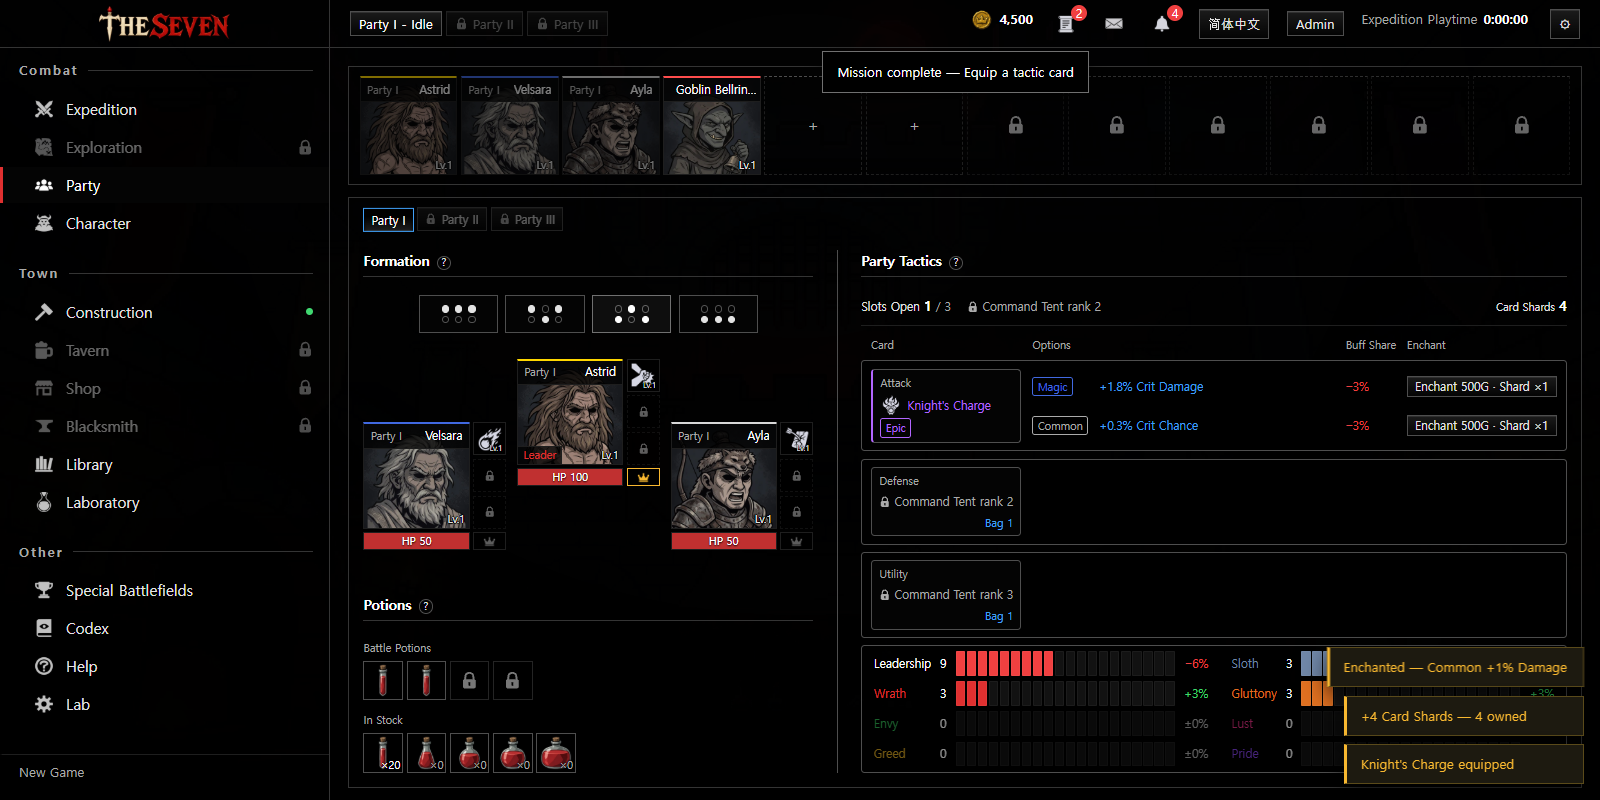 THE SEVEN
Party I - Idle
Party II
Party III
4,500
2
4
简体中文
Admin
Expedition Playtime 0:00:00
Mission complete — Equip a tactic card
Combat
Expedition
Exploration
Party
Character
Town
Construction
Tavern
Shop
Blacksmith
Library
Laboratory
Other
Special Battlefields
Codex
Help
Lab
New Game
Party I Astrid
Lv.1
Party I Velsara
Lv.1
Party I Ayla
Lv.1
Goblin Bellrin...
Lv.1
+
+
Party I
Party II
Party III
Formation ?
Party I Astrid
Leader
Lv.1
HP 100
Lv.1
Party I Velsara
Lv.1
HP 50
Lv.1
Party I Ayla
Lv.1
HP 50
Lv.1
Potions ?
Battle Potions
In Stock
×20
×0
×0
×0
×0
Party Tactics ?
Slots Open 1 / 3
Command Tent rank 2
Card Shards 4
Card
Options
Buff Share
Enchant
Attack
Knight's Charge
Epic
Magic
+1.8% Crit Damage
−3%
Enchant 500G · Shard ×1
Common
+0.3% Crit Chance
−3%
Enchant 500G · Shard ×1
Defense
Command Tent rank 2
Bag 1
Utility
Command Tent rank 3
Bag 1
Leadership 9
−6%
Sloth 3
Wrath 3
+3%
Gluttony 3
+3%
Envy 0
±0%
Lust 0
Greed 0
±0%
Pride 0
Enchanted — Common +1% Damage
+4 Card Shards — 4 owned
Knight's Charge equipped